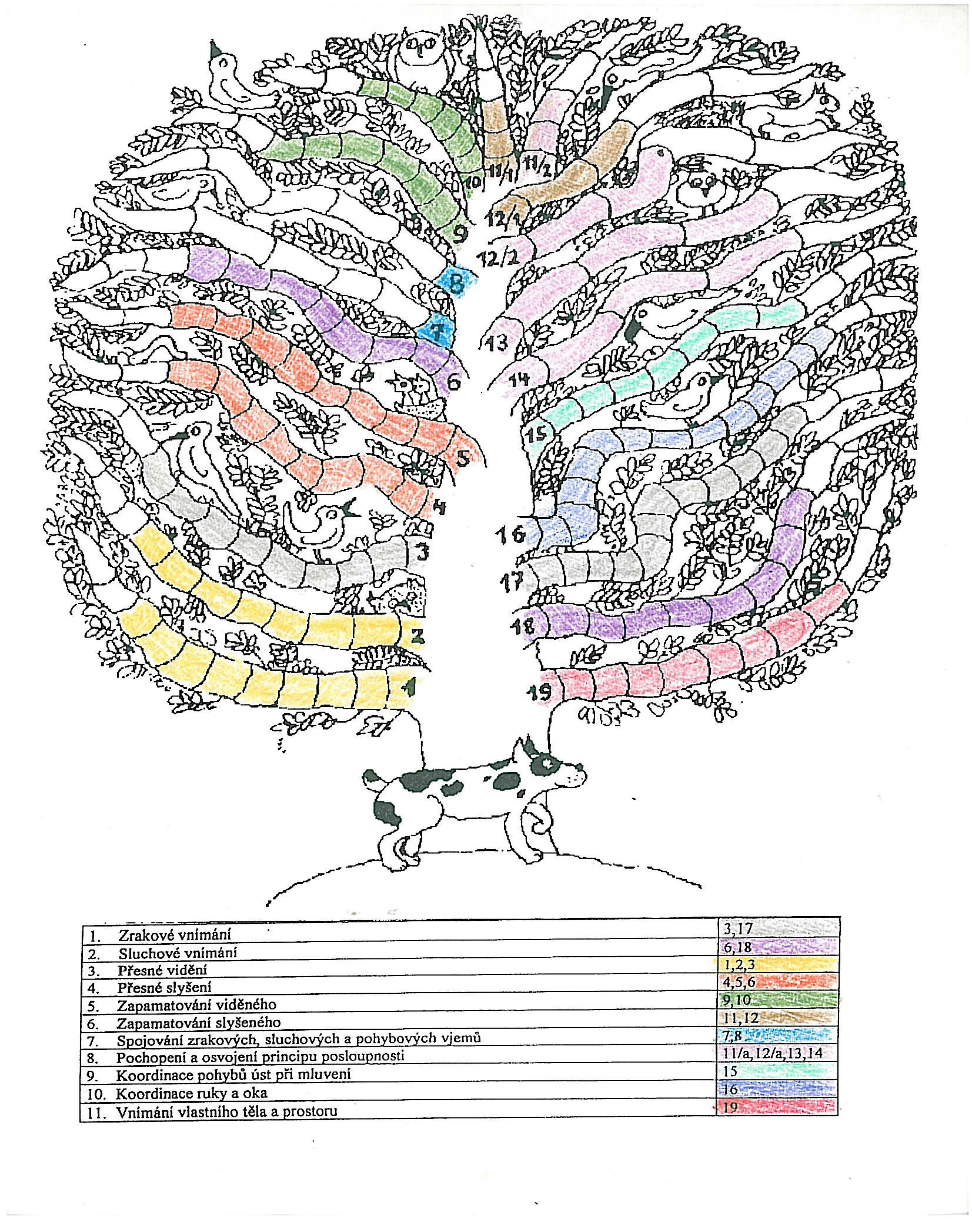 10
11/1
11/2
9
12/1
12/2
8
7
13
6
14
15
5
4
16
3
17
2
18
1
19
1. Zrakové vnímání 3,17
2. Sluchové vnímání 6,18
3. Přesné vidění 1,2,3
4. Přesné slyšení 4,5,6
5. Zapamatování viděného 9,10
6. Zapamatování slyšeného 11,12
7. Spojování zrakových, sluchových a pohybových vjemů 7,8
8. Pochopení a osvojení principu posloupnosti 11/a,12/a,13,14
9. Koordinace pohybů úst při mluvení 15
10. Koordinace ruky a oka 16
11. Vnímání vlastního těla a prostoru 19